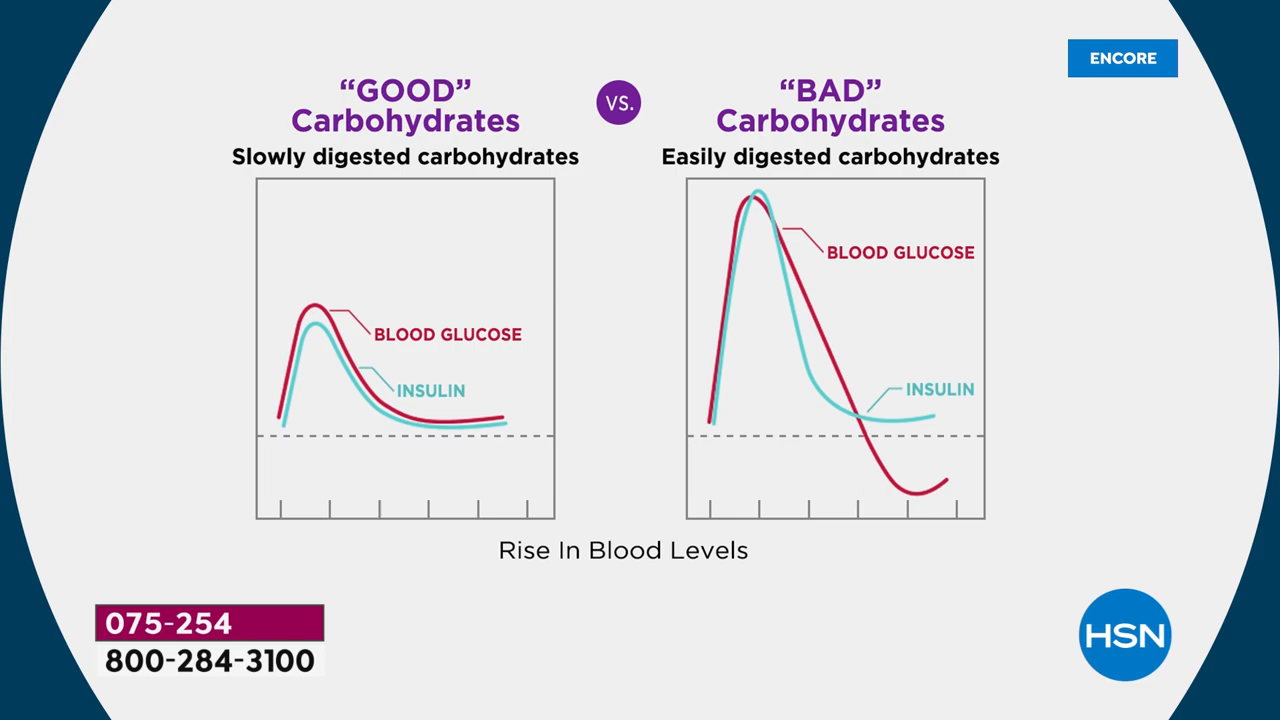 ENCORE
“GOOD”
Carbohydrates
Slowly digested carbohydrates
VS.
“BAD”
Carbohydrates
Easily digested carbohydrates
BLOOD GLUCOSE
INSULIN
BLOOD GLUCOSE
INSULIN
Rise In Blood Levels
075-254
800-284-3100
HSN